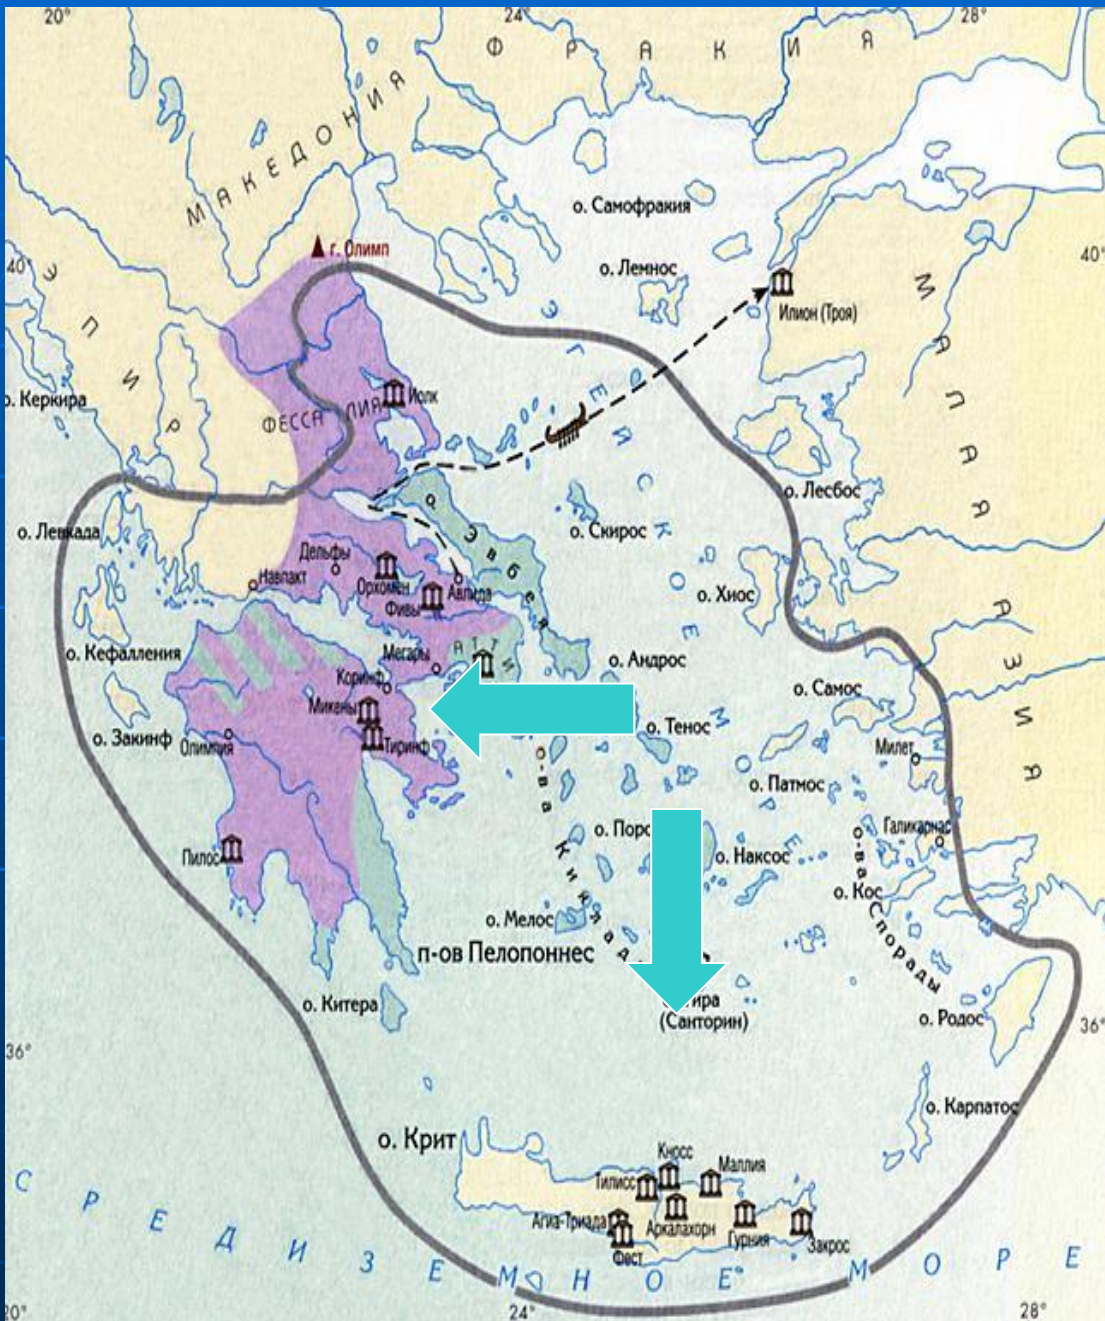 20°
24°
28°
ФРАКИЯ
МАКЕДОНИЯ
о. Самофракия
г. Олимп
40°
40°
ЭПИР
о. Лемнос
Илион (Троя)
МАЛАЯ АЗИЯ
ЭГЕЙСКОЕ МОРЕ
о. Керкира
ФЕССАЛИЯ
Иолк
о. Лесбос
о. Левкада
о. Скирос
о. Эвбея
Дельфы
Навпакт
Орхомен
Авлида
Фивы
о. Хиос
о. Кефалления
Мегары
АТТИ
о. Андрос
Коринф
о. Самос
Микены
о. Закинф
Олимпия
Тиринф
о. Тенос
Милет
о. Патмос
о-ва Киклады
Галикарнас
Пилос
о. Наксос
о. Кос
о-ва Спорады
о. Мелос
п-ов Пелопоннес
о. Китера
(Санторин)
о. Родос
36°
36°
о. Карпатос
о. Крит
Кносс
Маллия
Тилисс
Агиа-Триада
Аркалахорн
Гурния
Закрос
Фест
СРЕДИЗЕМНОЕ МОРЕ
20°
24°
28°